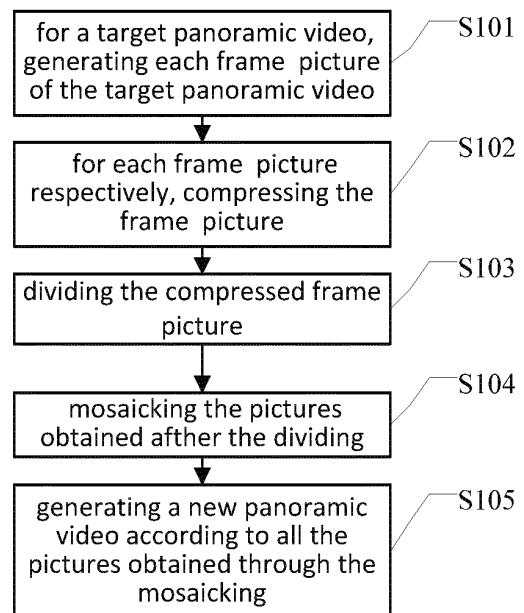 for a target panoramic video,
generating each frame picture
of the target panoramic video
S101
for each frame picture
respectively, compressing the
frame picture
S102
dividing the compressed frame
picture
S103
mosaicking the pictures
obtained afther the dividing
S104
generating a new panoramic
video according to all the
pictures obtained through the
mosaicking
S105